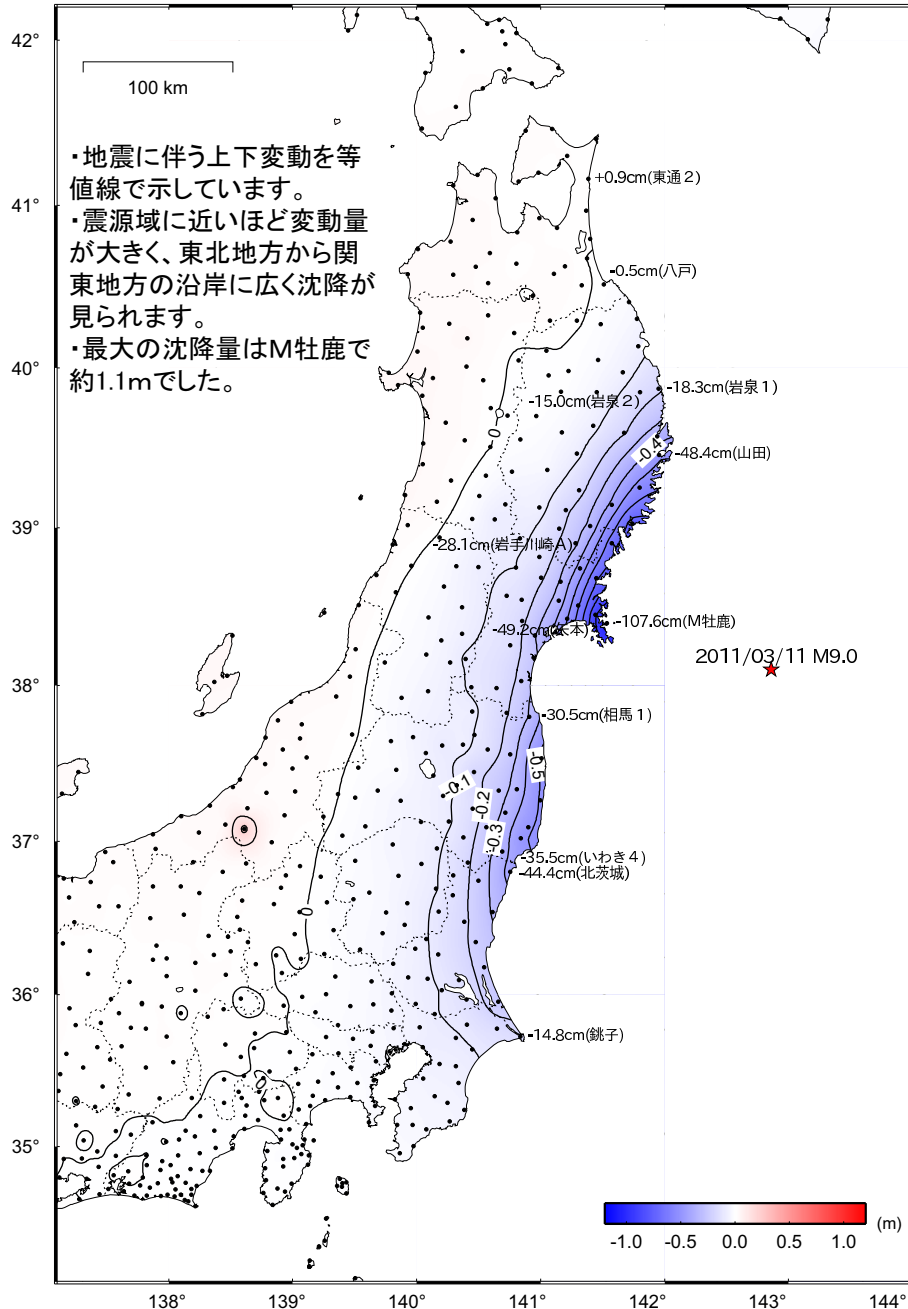 42°
100 km
・地震に伴う上下変動を等
値線で示しています。
・震源域に近いほど変動量
が大きく、東北地方から関
東地方の沿岸に広く沈降が
見られます。
・最大の沈降量はM牡鹿で
約1.1mでした。
+0.9cm(東通２)
41°
-0.5cm(八戸)
40°
-18.3cm(岩泉１)
-15.0cm(岩泉２)
0
-0.4
-48.4cm(山田)
39°
-28.1cm(岩手川崎Ａ)
-107.6cm(M牡鹿)
-49.2cm(矢本)
2011/03/11 M9.0
38°
-30.5cm(相馬１)
-0.5
-0.1
-0.2
-0.3
37°
-35.5cm(いわき４)
-44.4cm(北茨城)
0
36°
-14.8cm(銚子)
0
35°
(m)
-1.0 -0.5 0.0 0.5 1.0
138° 139° 140° 141° 142° 143° 144°